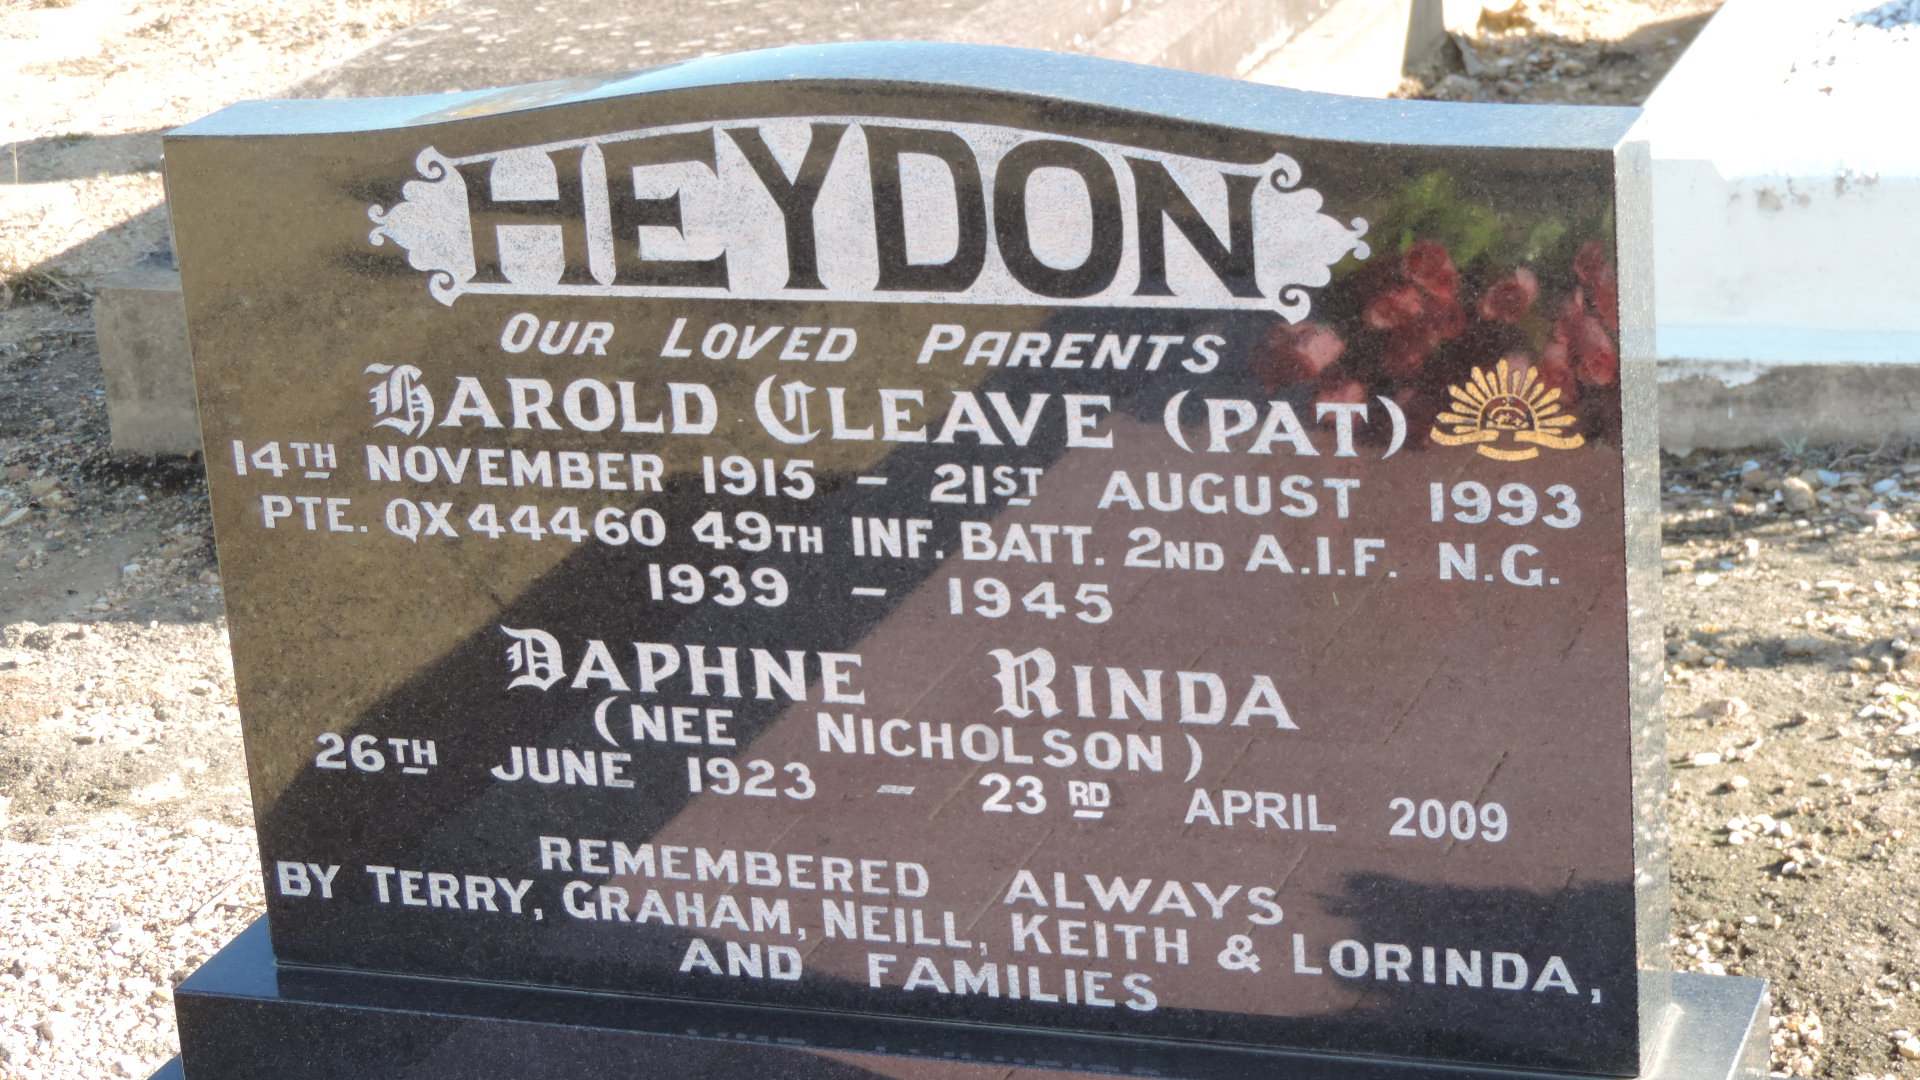 HEYDON
OUR LOVED PARENTS
HAROLD CLEAVE (PAT)
14TH NOVEMBER 1915 – 21ST AUGUST 1993
PTE. QX44460 49TH INF. BATT. 2ND A.I.F. N.G.
1939 – 1945
DAPHNE RINDA
(NEE NICHOLSON)
26TH JUNE 1923 – 23RD APRIL 2009
REMEMBERED ALWAYS
BY TERRY, GRAHAM, NEILL, KEITH & LORINDA,
AND FAMILIES